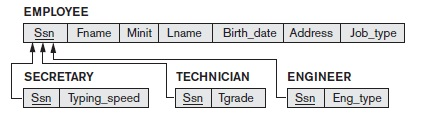 EMPLOYEE
Ssn Fname Minit Lname Birth_date Address Job_type
SECRETARY TECHNICIAN ENGINEER
Ssn Typing_speed Ssn Tgrade Ssn Eng_type